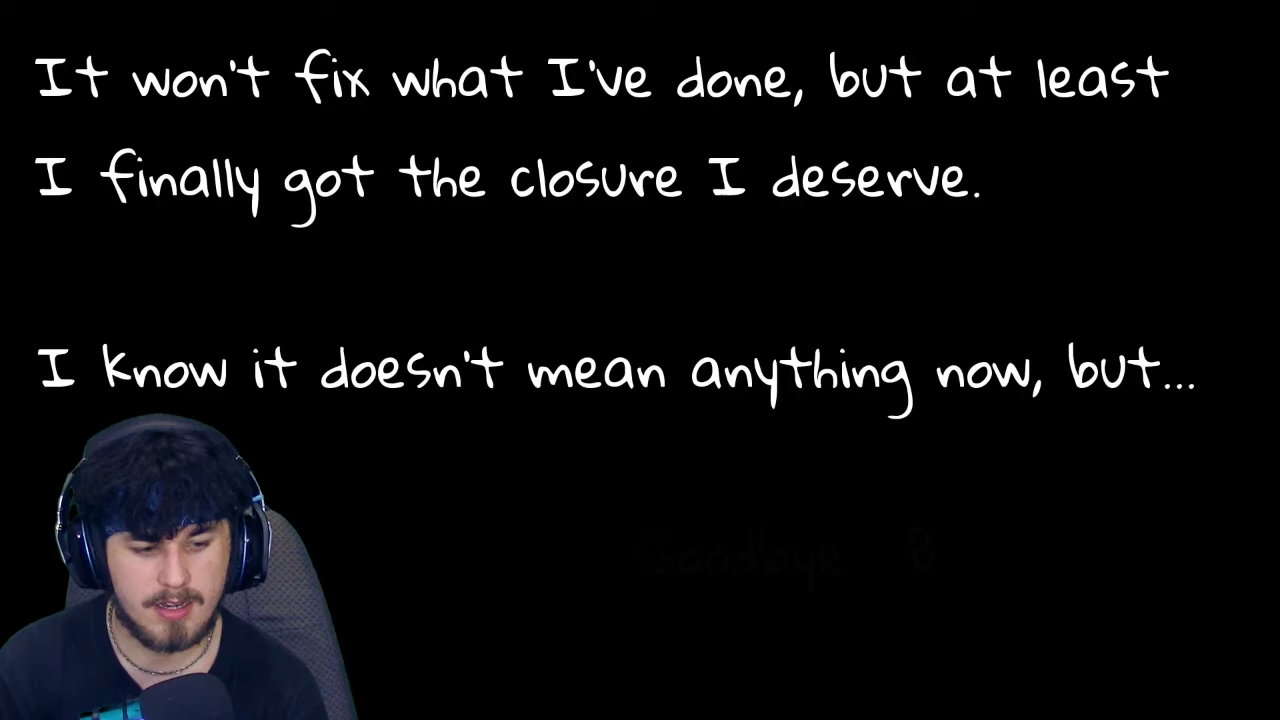 It won't fix what I've done, but at least
I finally got the closure I deserve.
I know it doesn't mean anything now, but...
Goodbye